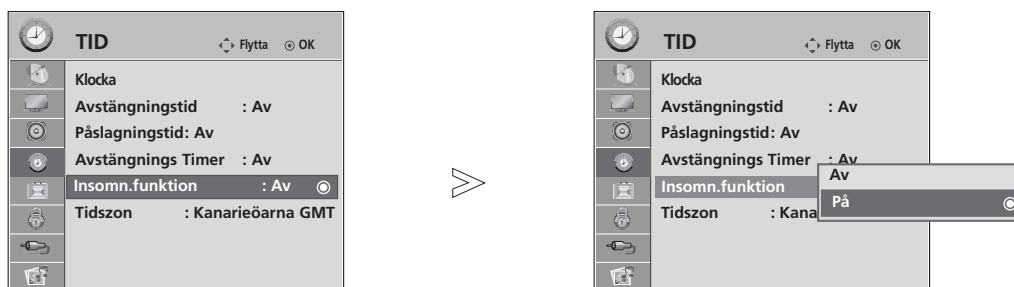 TID
Flytta OK
Klocka
Avstängningstid : Av
Påslagningstid: Av
Avstängnings Timer : Av
Insomn.funktion : Av
Tidszon : Kanarieöarna GMT
TID
Flytta OK
Klocka
Avstängningstid : Av
Påslagningstid: Av
Avstängnings Timer : Av
Insomn.funktion
Tidszon : Kana
Av
På